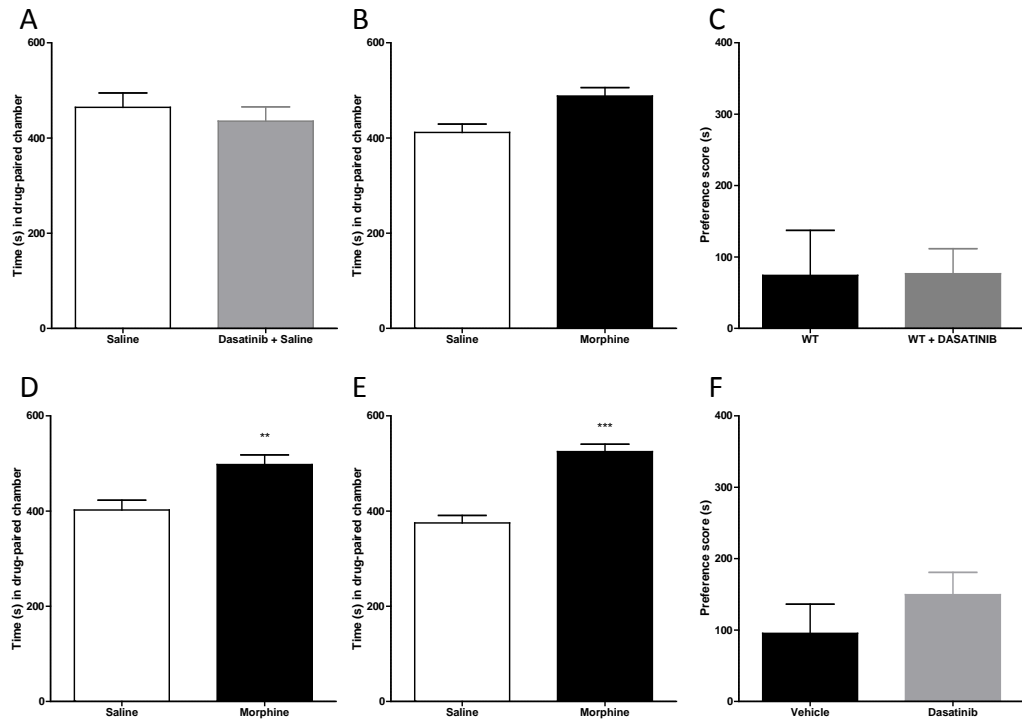 A
Time (s) in drug-paired chamber
600
400
200
0
Saline
Dasatinib + Saline
B
Time (s) in drug-paired chamber
600
400
200
0
Saline
Morphine
C
Preference score (s)
400
300
200
100
0
WT
WT + DASATINIB
D
Time (s) in drug-paired chamber
600
400
200
0
**
Saline
Morphine
E
Time (s) in drug-paired chamber
600
400
200
0
***
Saline
Morphine
F
Preference score (s)
400
300
200
100
0
Vehicle
Dasatinib